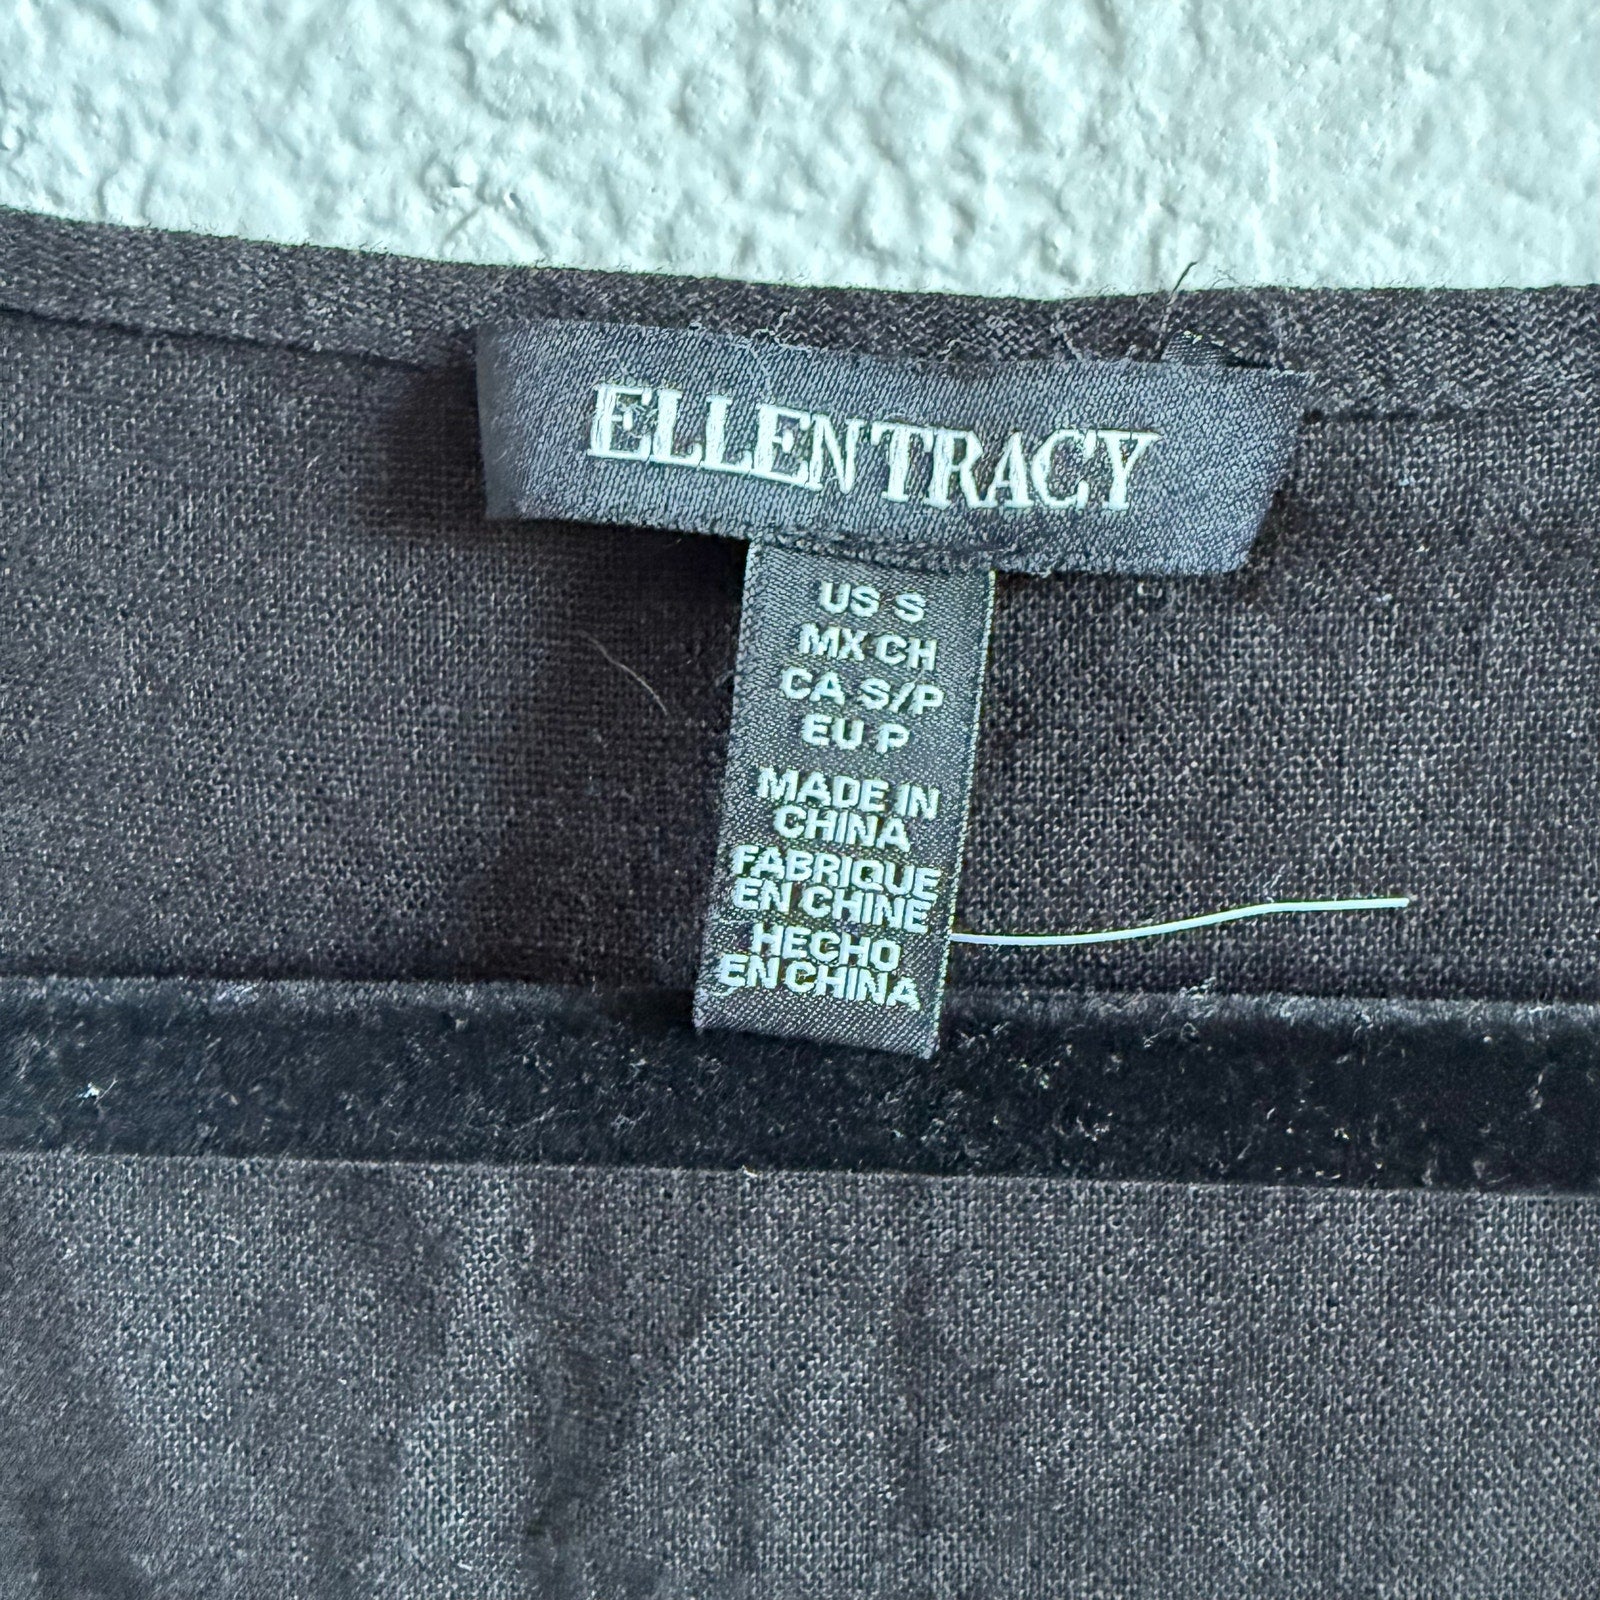 ELLEN TRACY
US S
MX CH
CA S/P
EU P
MADE IN
CHINA
FABRIQUE
EN CHINE
HECHO
EN CHINA